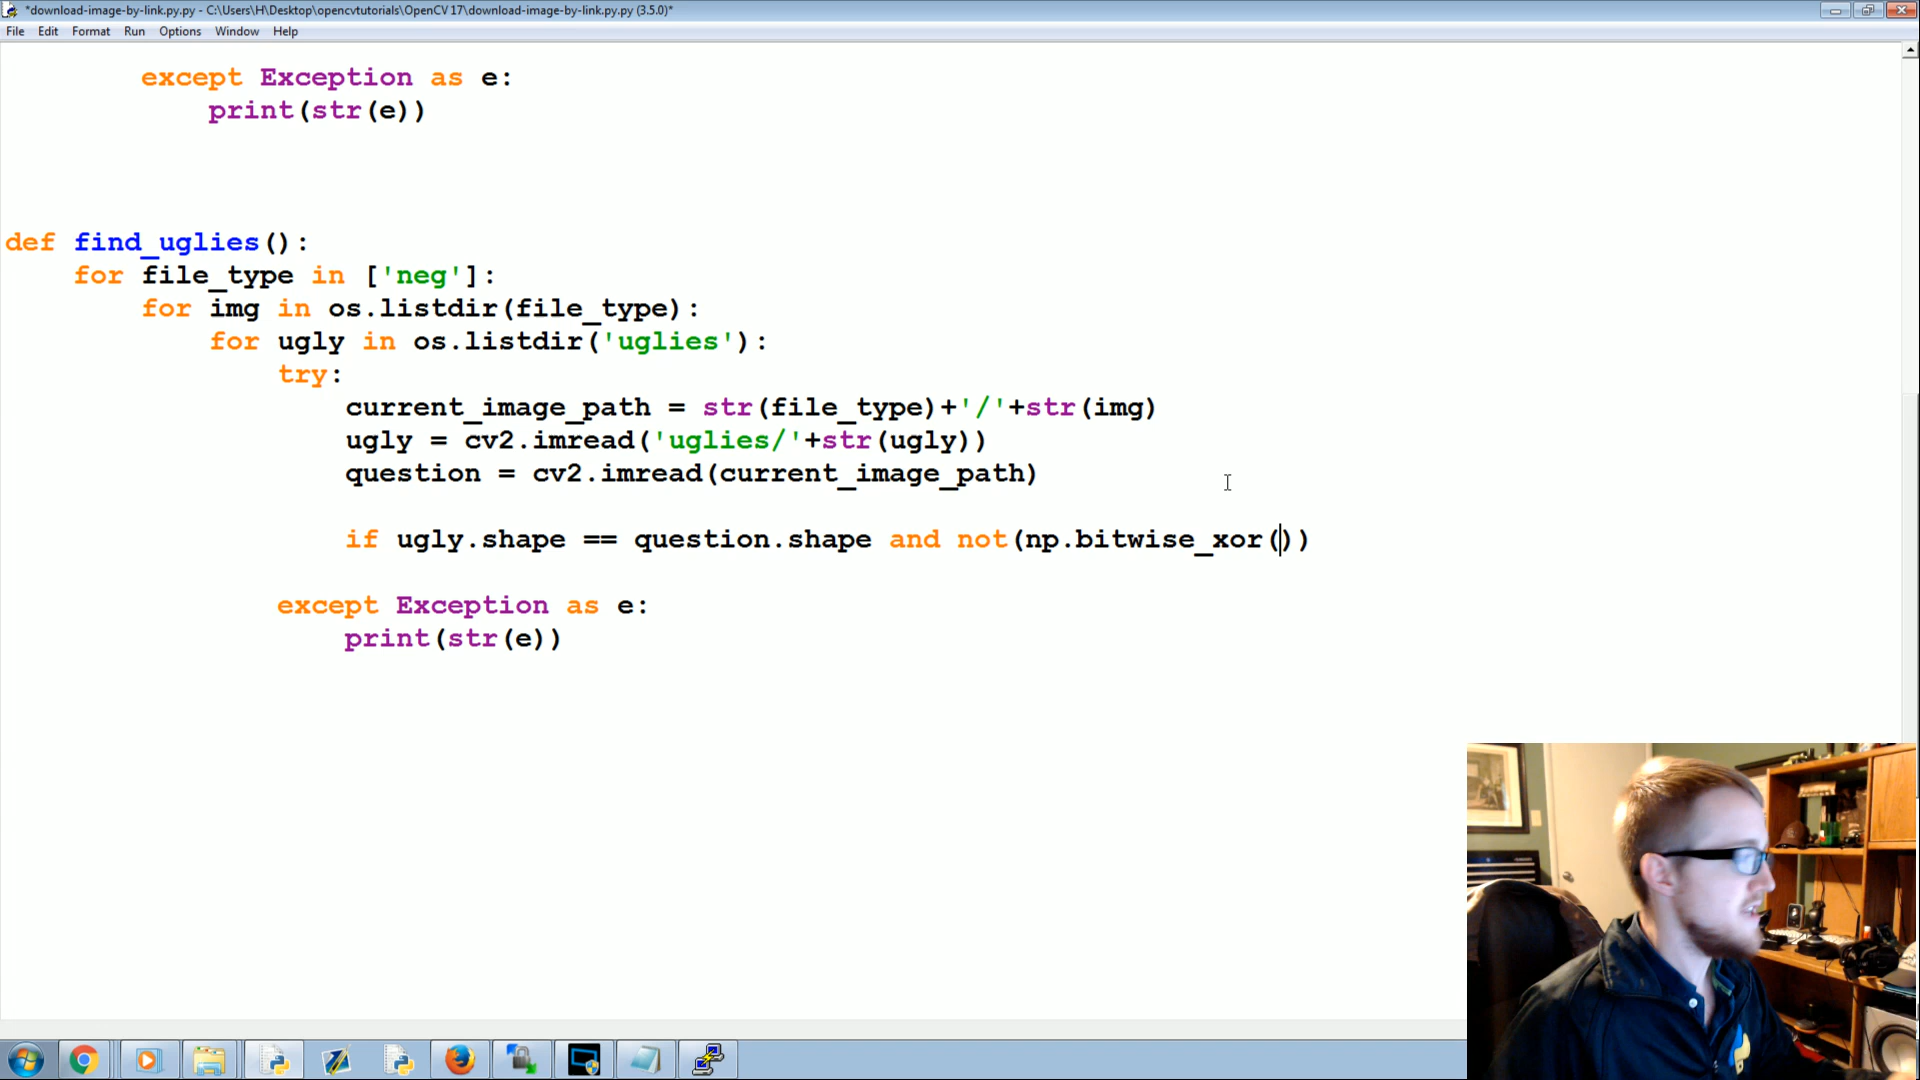 *download-image-by-link.py.py - C:\Users\H\Desktop\opencvtutorials\OpenCV 17\download-image-by-link.py.py (3.5.0)*
File Edit Format Run Options Window Help
except Exception as e:
print(str(e))
def find_uglies():
for file_type in ['neg']:
for img in os.listdir(file_type):
for ugly in os.listdir('uglies'):
try:
current_image_path = str(file_type)+'/'+str(img)
ugly = cv2.imread('uglies/'+str(ugly))
question = cv2.imread(current_image_path)
if ugly.shape == question.shape and not(np.bitwise_xor())
except Exception as e:
print(str(e))